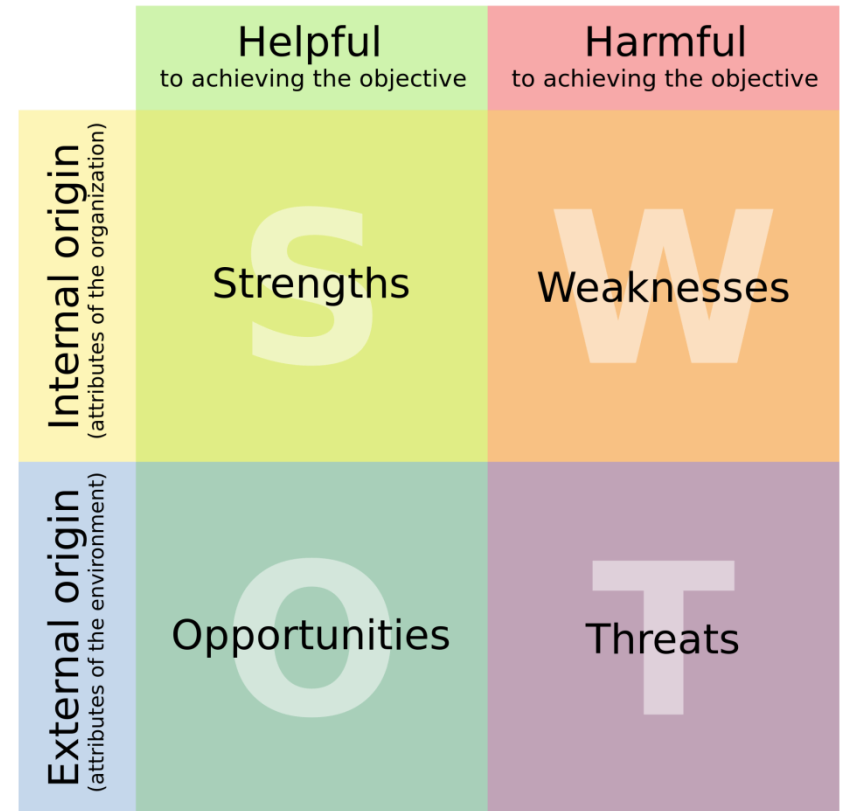 Helpful
to achieving the objective
Harmful
to achieving the objective
Internal origin
(attributes of the organization)
S
Strengths
W
Weaknesses
External origin
(attributes of the environment)
O
Opportunities
T
Threats